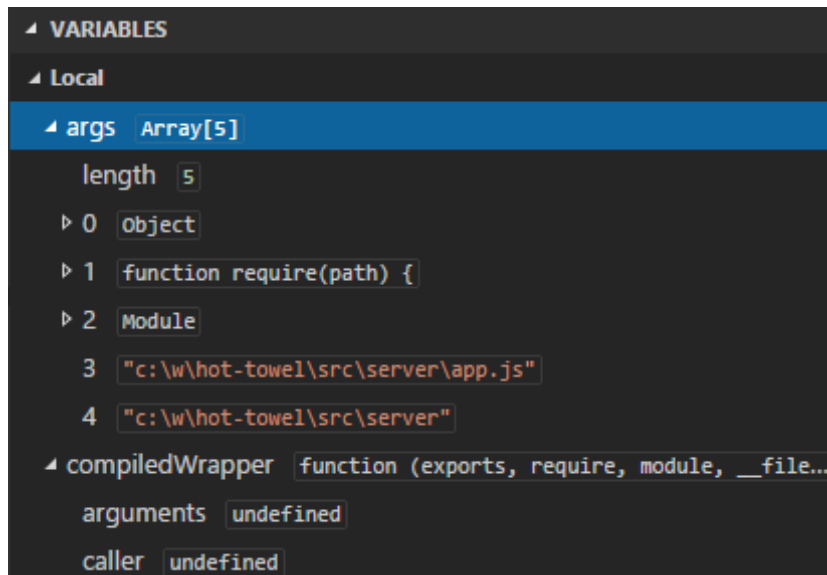 VARIABLES
Local
args Array[5]
length 5
0 Object
1 function require(path) {
2 Module
3 "c:\w\hot-towel\src\server\app.js"
4 "c:\w\hot-towel\src\server"
compiledWrapper function (exports, require, module, __file...
arguments undefined
caller undefined